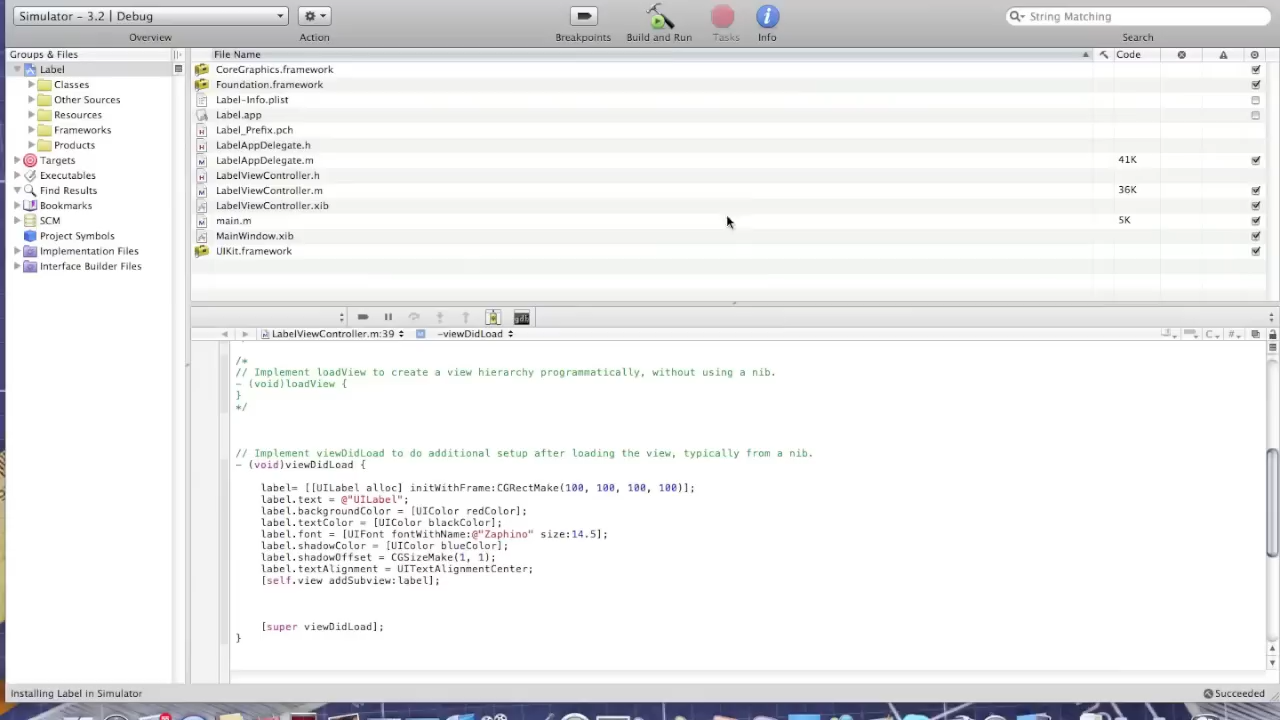 Simulator - 3.2 | Debug
String Matching
Overview
Action
Breakpoints
Build and Run
Tasks
Info
Search
Groups & Files
File Name
Code
Label
Classes
Other Sources
Resources
Frameworks
Products
Targets
Executables
Find Results
Bookmarks
SCM
Project Symbols
Implementation Files
Interface Builder Files
CoreGraphics.framework
Foundation.framework
Label-Info.plist
Label.app
Label_Prefix.pch
LabelAppDelegate.h
LabelAppDelegate.m 41K
LabelViewController.h
LabelViewController.m 36K
LabelViewController.xib
main.m 5K
MainWindow.xib
UIKit.framework
gdb
LabelViewController.m:39
-viewDidLoad
C
#
/*
// Implement loadView to create a view hierarchy programmatically, without using a nib.
- (void)loadView {
}
*/
// Implement viewDidLoad to do additional setup after loading the view, typically from a nib.
- (void)viewDidLoad {
label= [[UILabel alloc] initWithFrame:CGRectMake(100, 100, 100, 100)];
label.text = @"UILabel";
label.backgroundColor = [UIColor redColor];
label.textColor = [UIColor blackColor];
label.font = [UIFont fontWithName:@"Zaphino" size:14.5];
label.shadowColor = [UIColor blueColor];
label.shadowOffset = CGSizeMake(1, 1);
label.textAlignment = UITextAlignmentCenter;
[self.view addSubview:label];
[super viewDidLoad];
}
Installing Label in Simulator
Succeeded